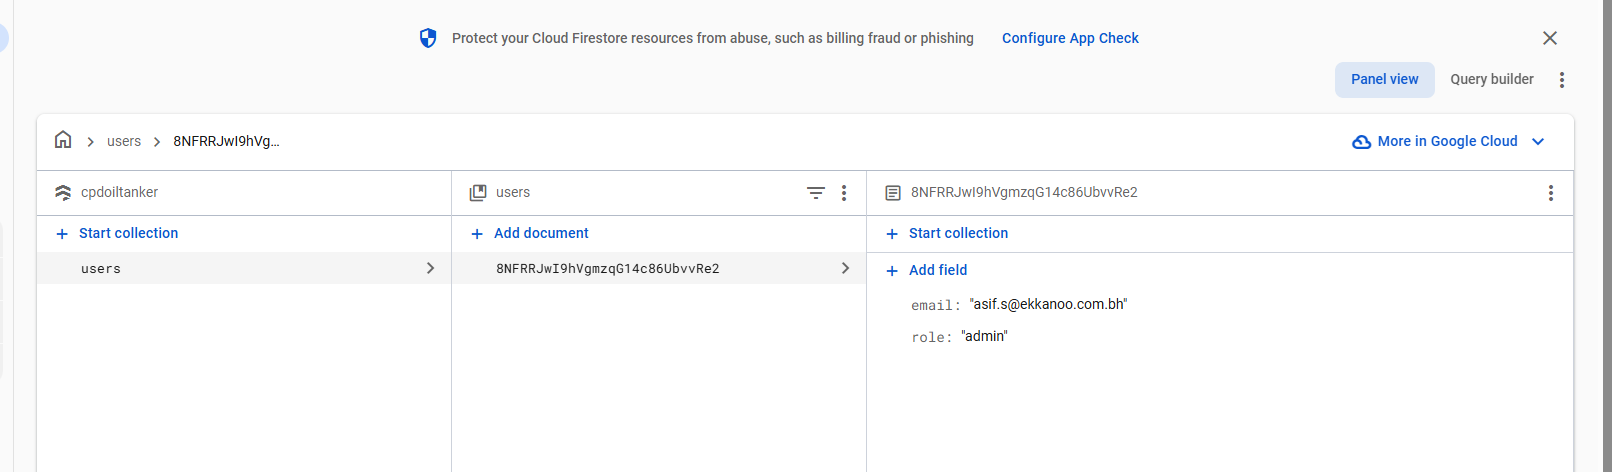 Protect your Cloud Firestore resources from abuse, such as billing fraud or phishing Configure App Check
Panel view Query builder
users 8NFRRJwI9hVg...
More in Google Cloud
cpdoiltanker
users
8NFRRJwI9hVgmzqG14c86UbvvRe2
+ Start collection
+ Add document
+ Start collection
users
8NFRRJwI9hVgmzqG14c86UbvvRe2
+ Add field
email: "asif.s@ekkanoo.com.bh"
role: "admin"